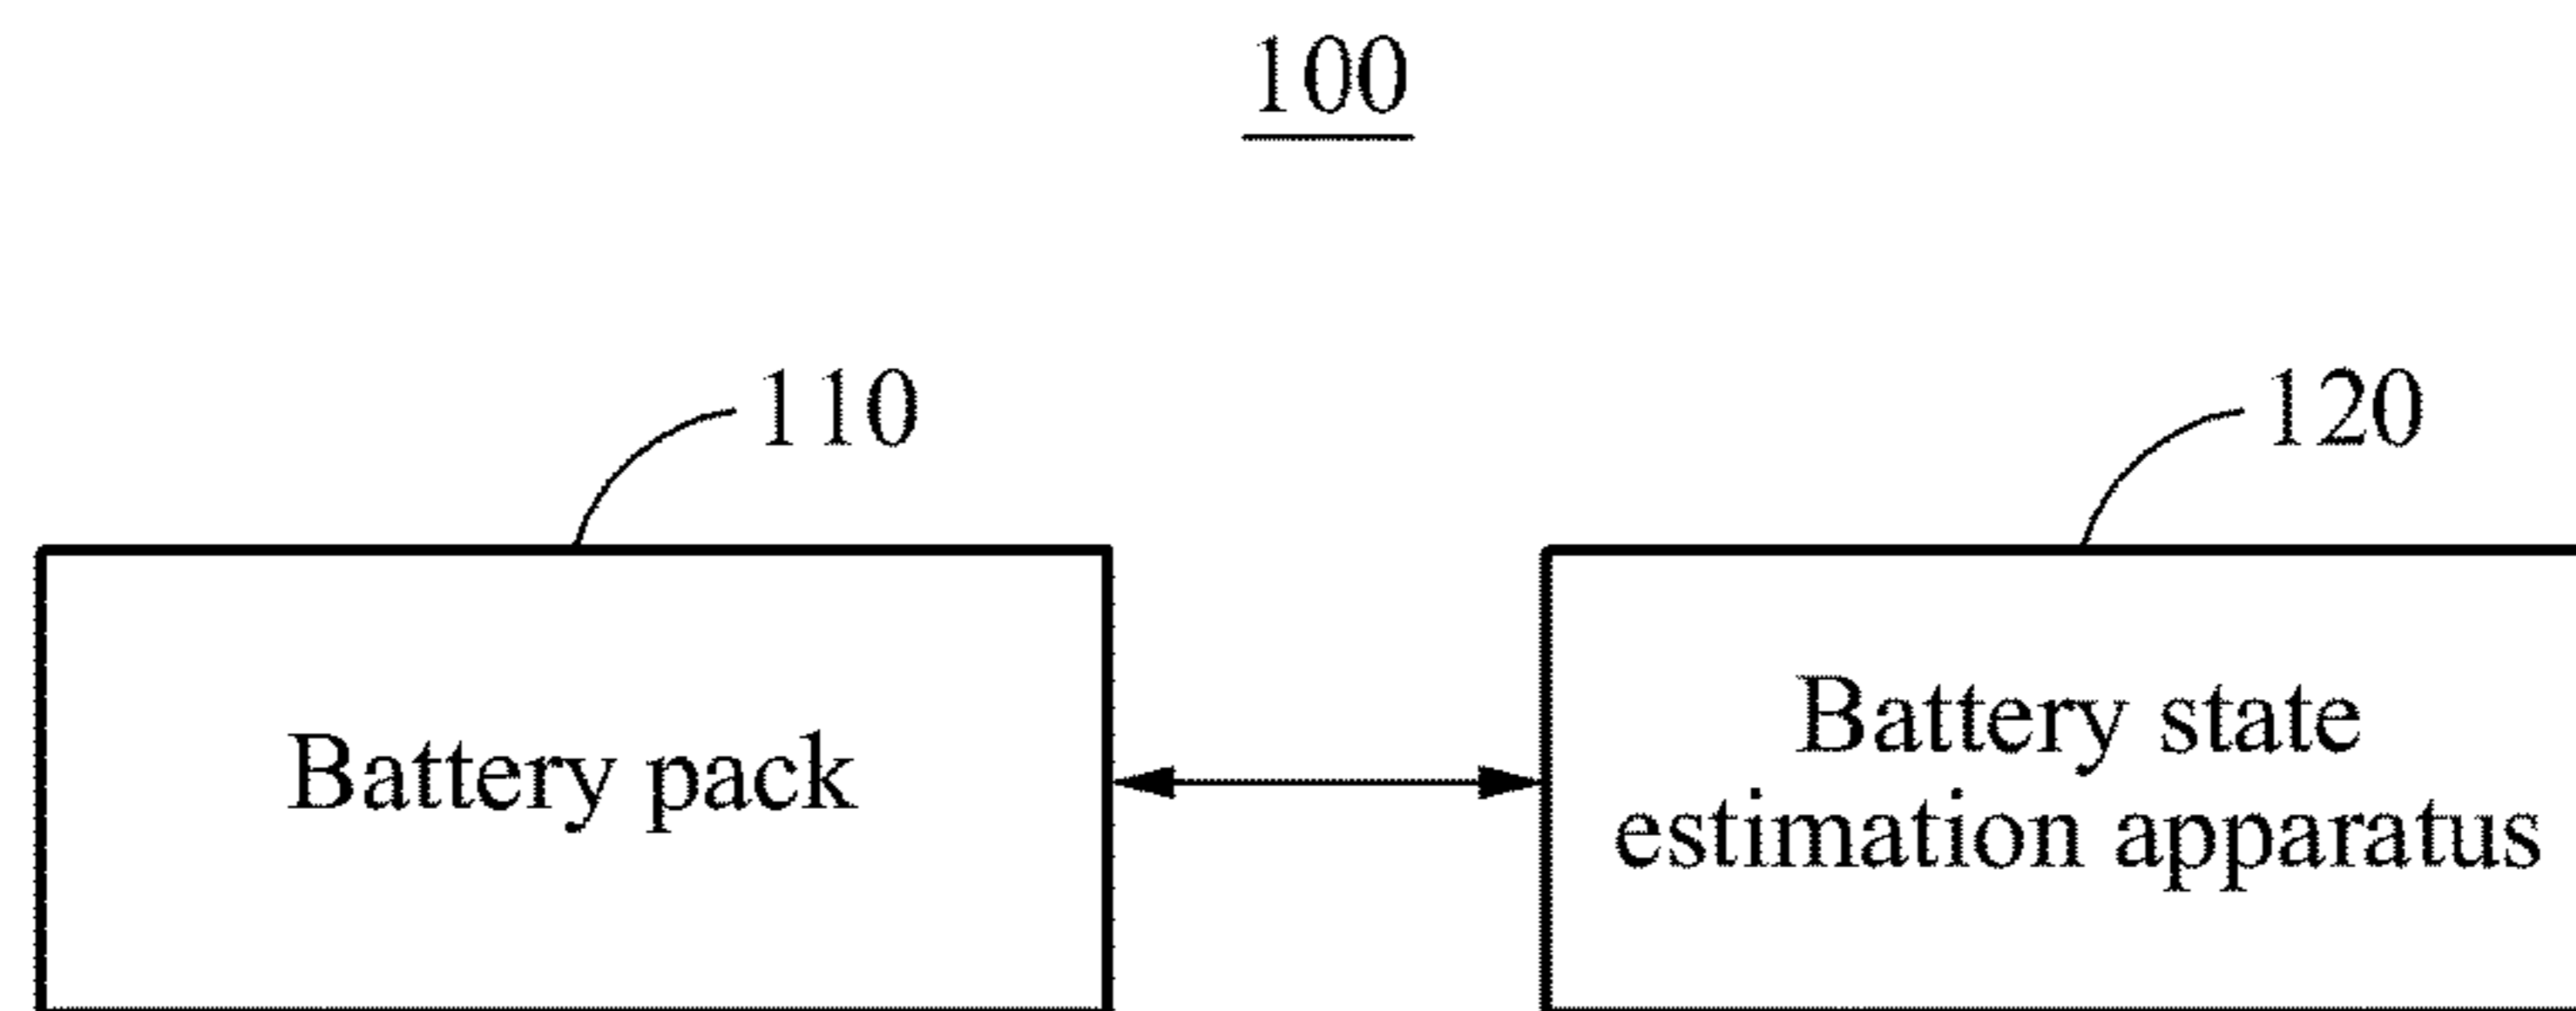 100
110
120
Battery pack
Battery state
estimation apparatus